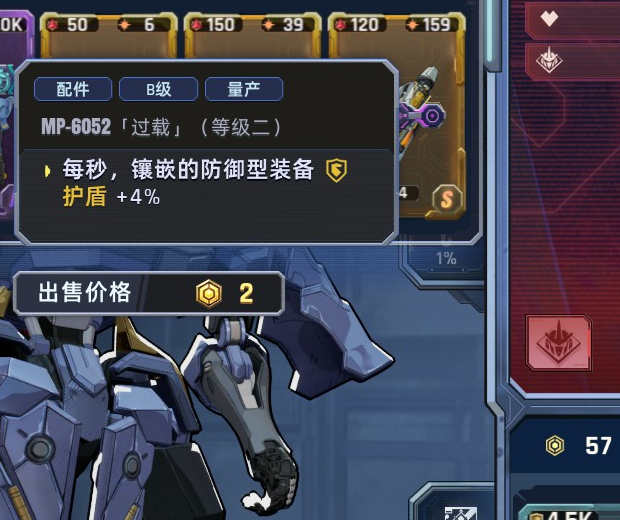 0K 50 6 150 39 120 159
配件 B级 量产
MP-6052「过载」（等级二）
每秒，镶嵌的防御型装备
护盾 +4%
4 S
1%
出售价格 2
57
4.5K